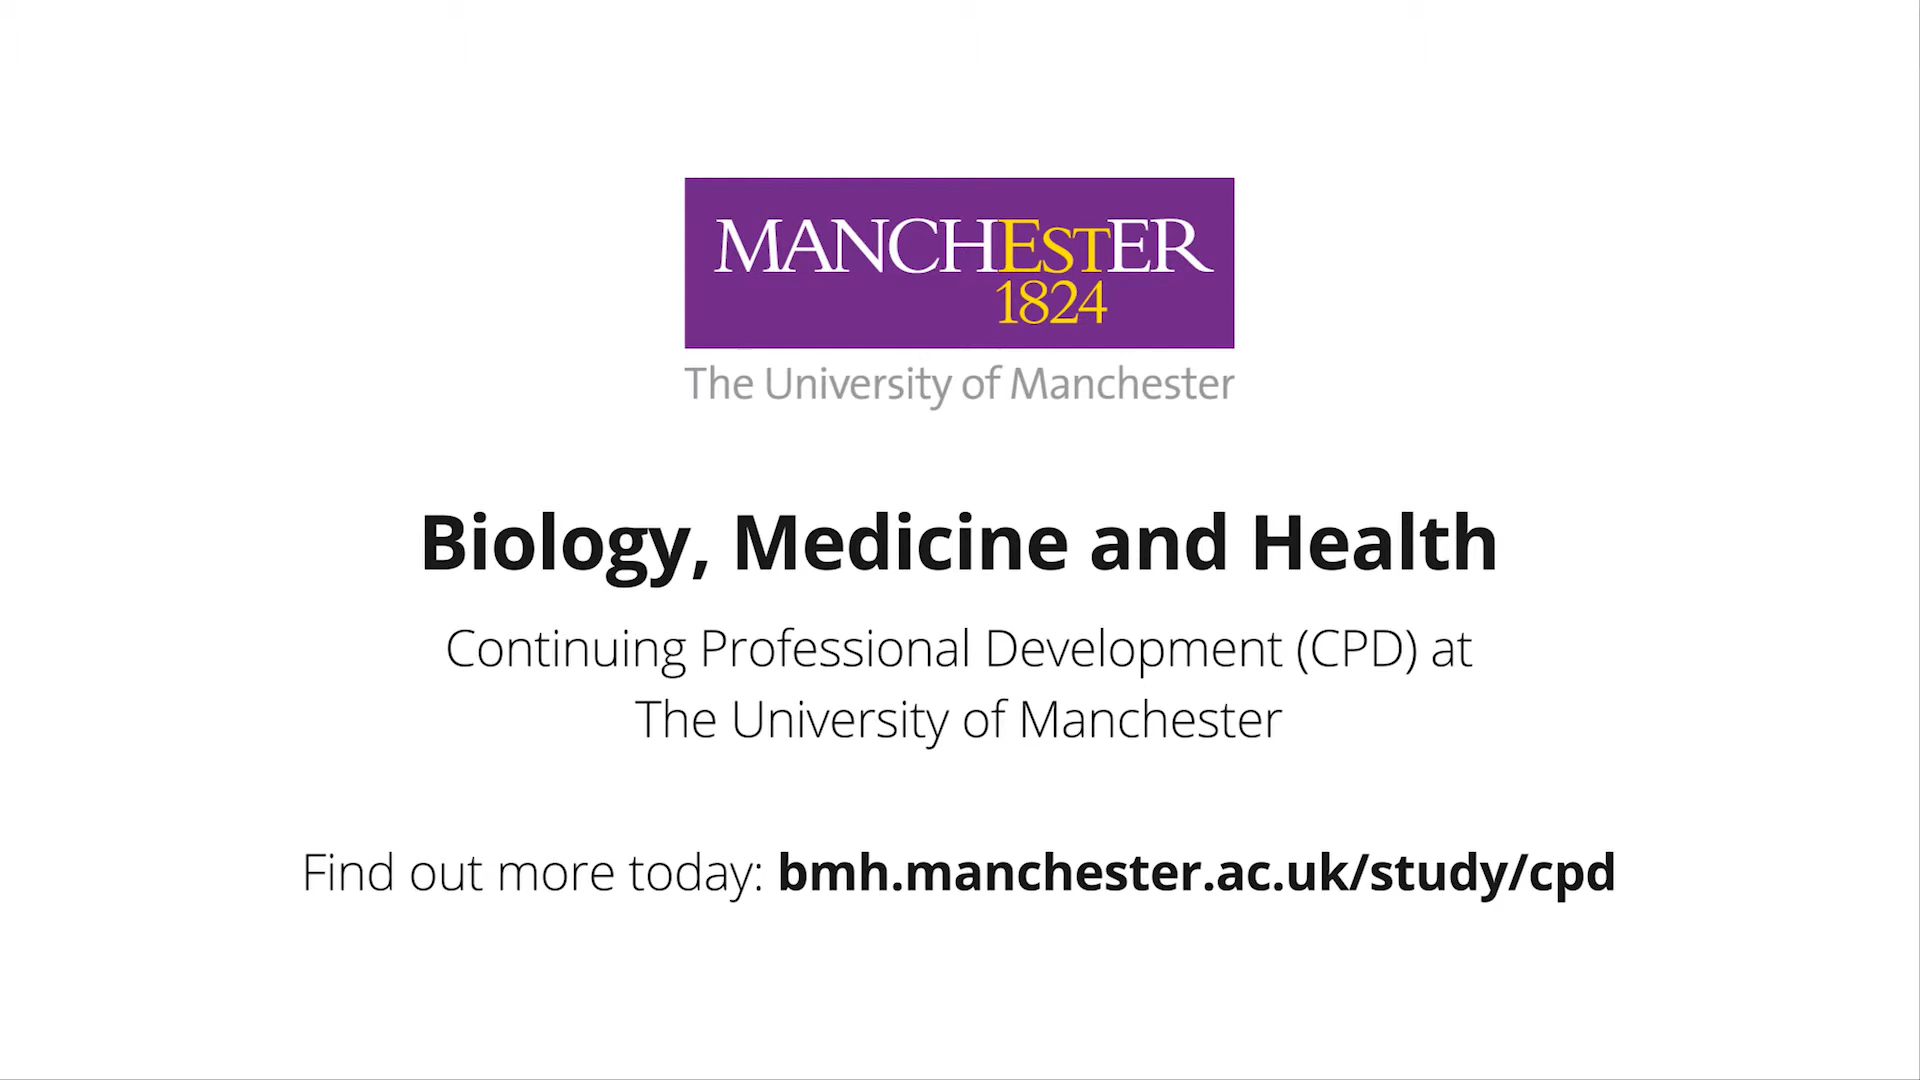 MANCHESTER
1824
The University of Manchester
Biology, Medicine and Health
Continuing Professional Development (CPD) at
The University of Manchester
Find out more today: bmh.manchester.ac.uk/study/cpd